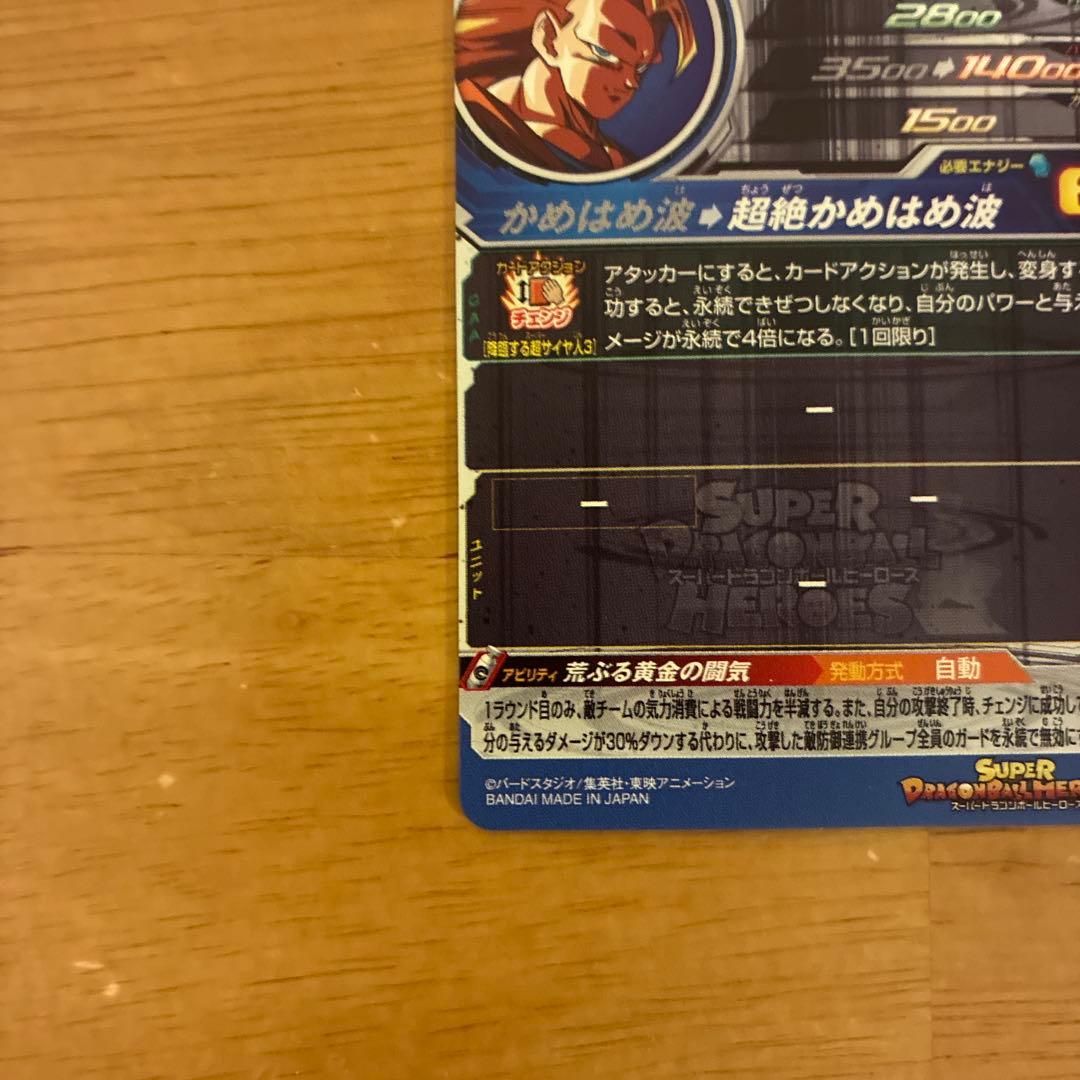 2800
3500➡14000
1500
必要エナジー
かめはめ波➡超絶かめはめ波
カードアクション
チェンジ
[降臨する超サイヤ人3]
CAA
アタッカーにすると、カードアクションが発生し、変身す
功すると、永続できぜつしなくなり、自分のパワーと与え
メージが永続で4倍になる。[1回限り]
ー
ー
ー
ー
ユニット
SUPER
DRAGONBALL
スーパードラゴンボールヒーローズ
HEROES
アビリティ 荒ぶる黄金の闘気 発動方式 自動
1ラウンド目のみ、敵チームの気力消費による戦闘力を半減する。また、自分の攻撃終了時、チェンジに成功して
分の与えるダメージが30%ダウンする代わりに、攻撃した敵防御連携グループ全員のガードを永続で無効にす
©バードスタジオ/集英社・東映アニメーション
BANDAI MADE IN JAPAN
SUPER
DRAGONBALL HER
スーパードラゴンボールヒーローズ